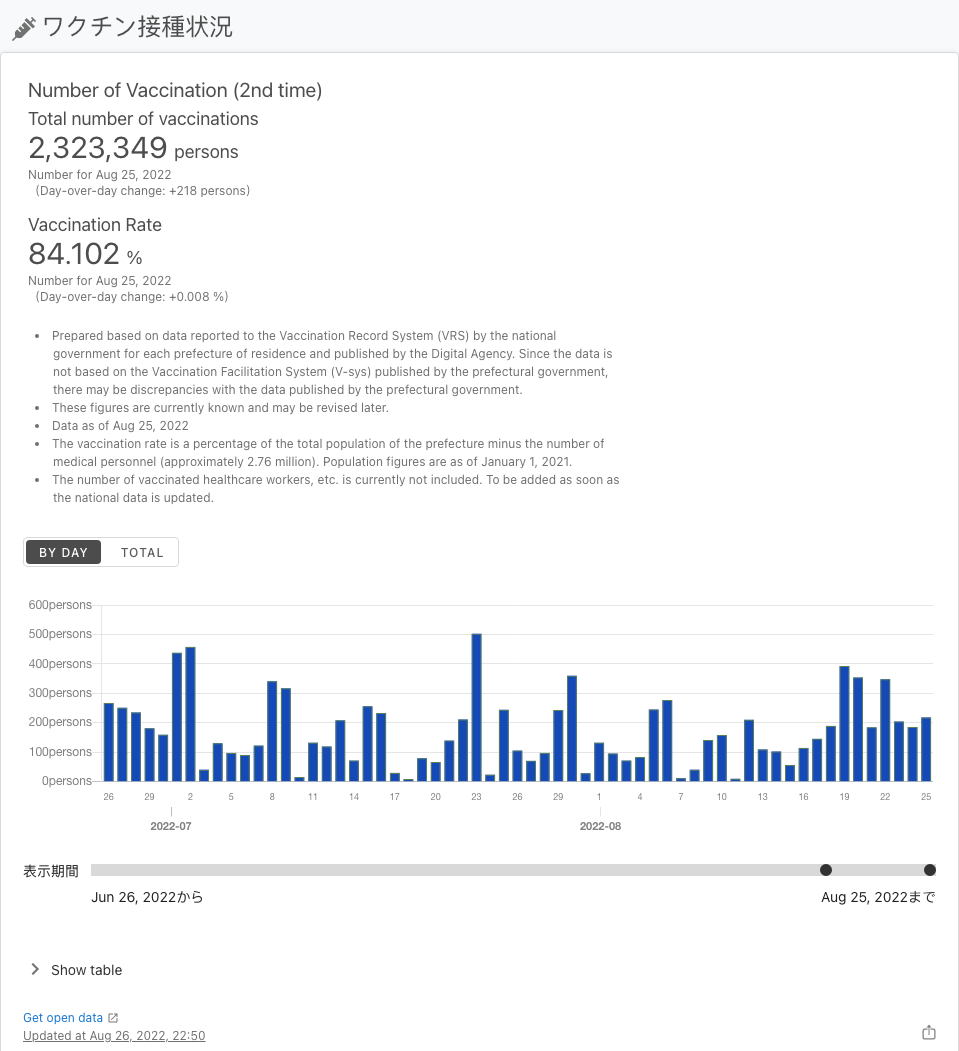 ワクチン接種状況
Number of Vaccination (2nd time)
Total number of vaccinations
2,323,349 persons
Number for Aug 25, 2022
(Day-over-day change: +218 persons)
Vaccination Rate
84.102 %
Number for Aug 25, 2022
(Day-over-day change: +0.008 %)
• Prepared based on data reported to the Vaccination Record System (VRS) by the national
government for each prefecture of residence and published by the Digital Agency. Since the data is
not based on the Vaccination Facilitation System (V-sys) published by the prefectural government,
there may be discrepancies with the data published by the prefectural government.
• These figures are currently known and may be revised later.
• Data as of Aug 25, 2022
• The vaccination rate is a percentage of the total population of the prefecture minus the number of
medical personnel (approximately 2.76 million). Population figures are as of January 1, 2021.
• The number of vaccinated healthcare workers, etc. is currently not included. To be added as soon as
the national data is updated.
BY DAY TOTAL
600persons
500persons
400persons
300persons
200persons
100persons
0persons
26 29 2 5 8 11 14 17 20 23 26 29 1 4 7 10 13 16 19 22 25
2022-07 2022-08
表示期間
Jun 26, 2022から Aug 25, 2022まで
Show table
Get open data
Updated at Aug 26, 2022, 22:50